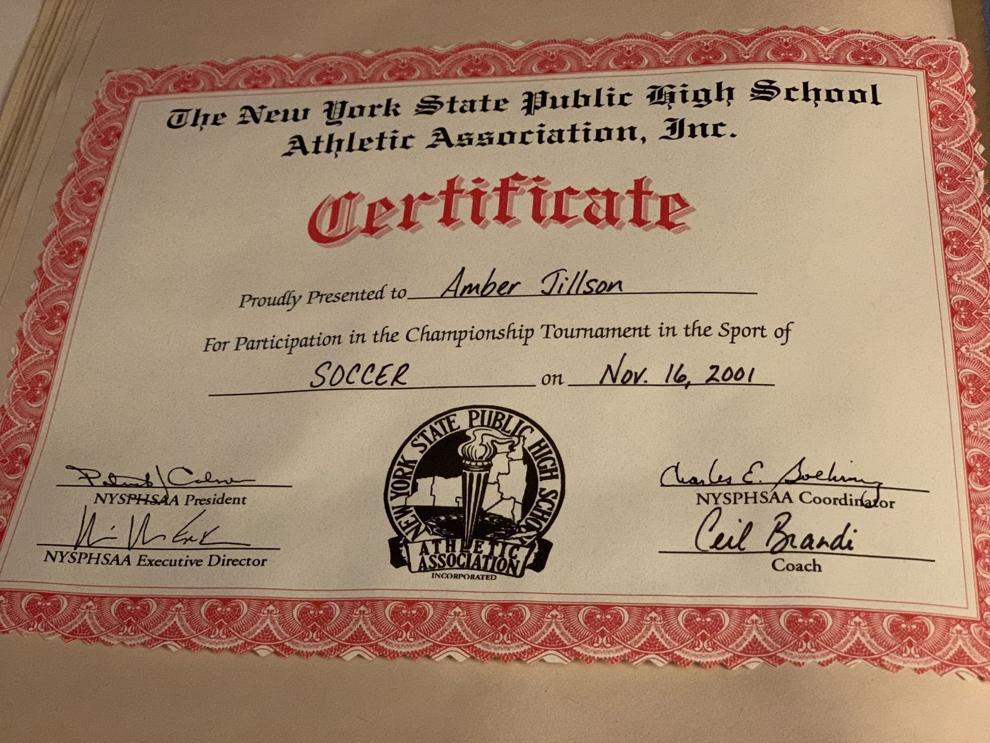 The New York State Public High School
Athletic Association, Inc.
Certificate
Proudly Presented to Amber Jillson
For Participation in the Championship Tournament in the Sport of
SOCCER on Nov. 16, 2001
NEW YORK STATE PUBLIC HIGH SCHOOL
ATHLETIC
ASSOCIATION
INCORPORATED
NYSPHSAA President
NYSPHSAA Executive Director
Charles E.
NYSPHSAA Coordinator
Ceil Brandi
Coach